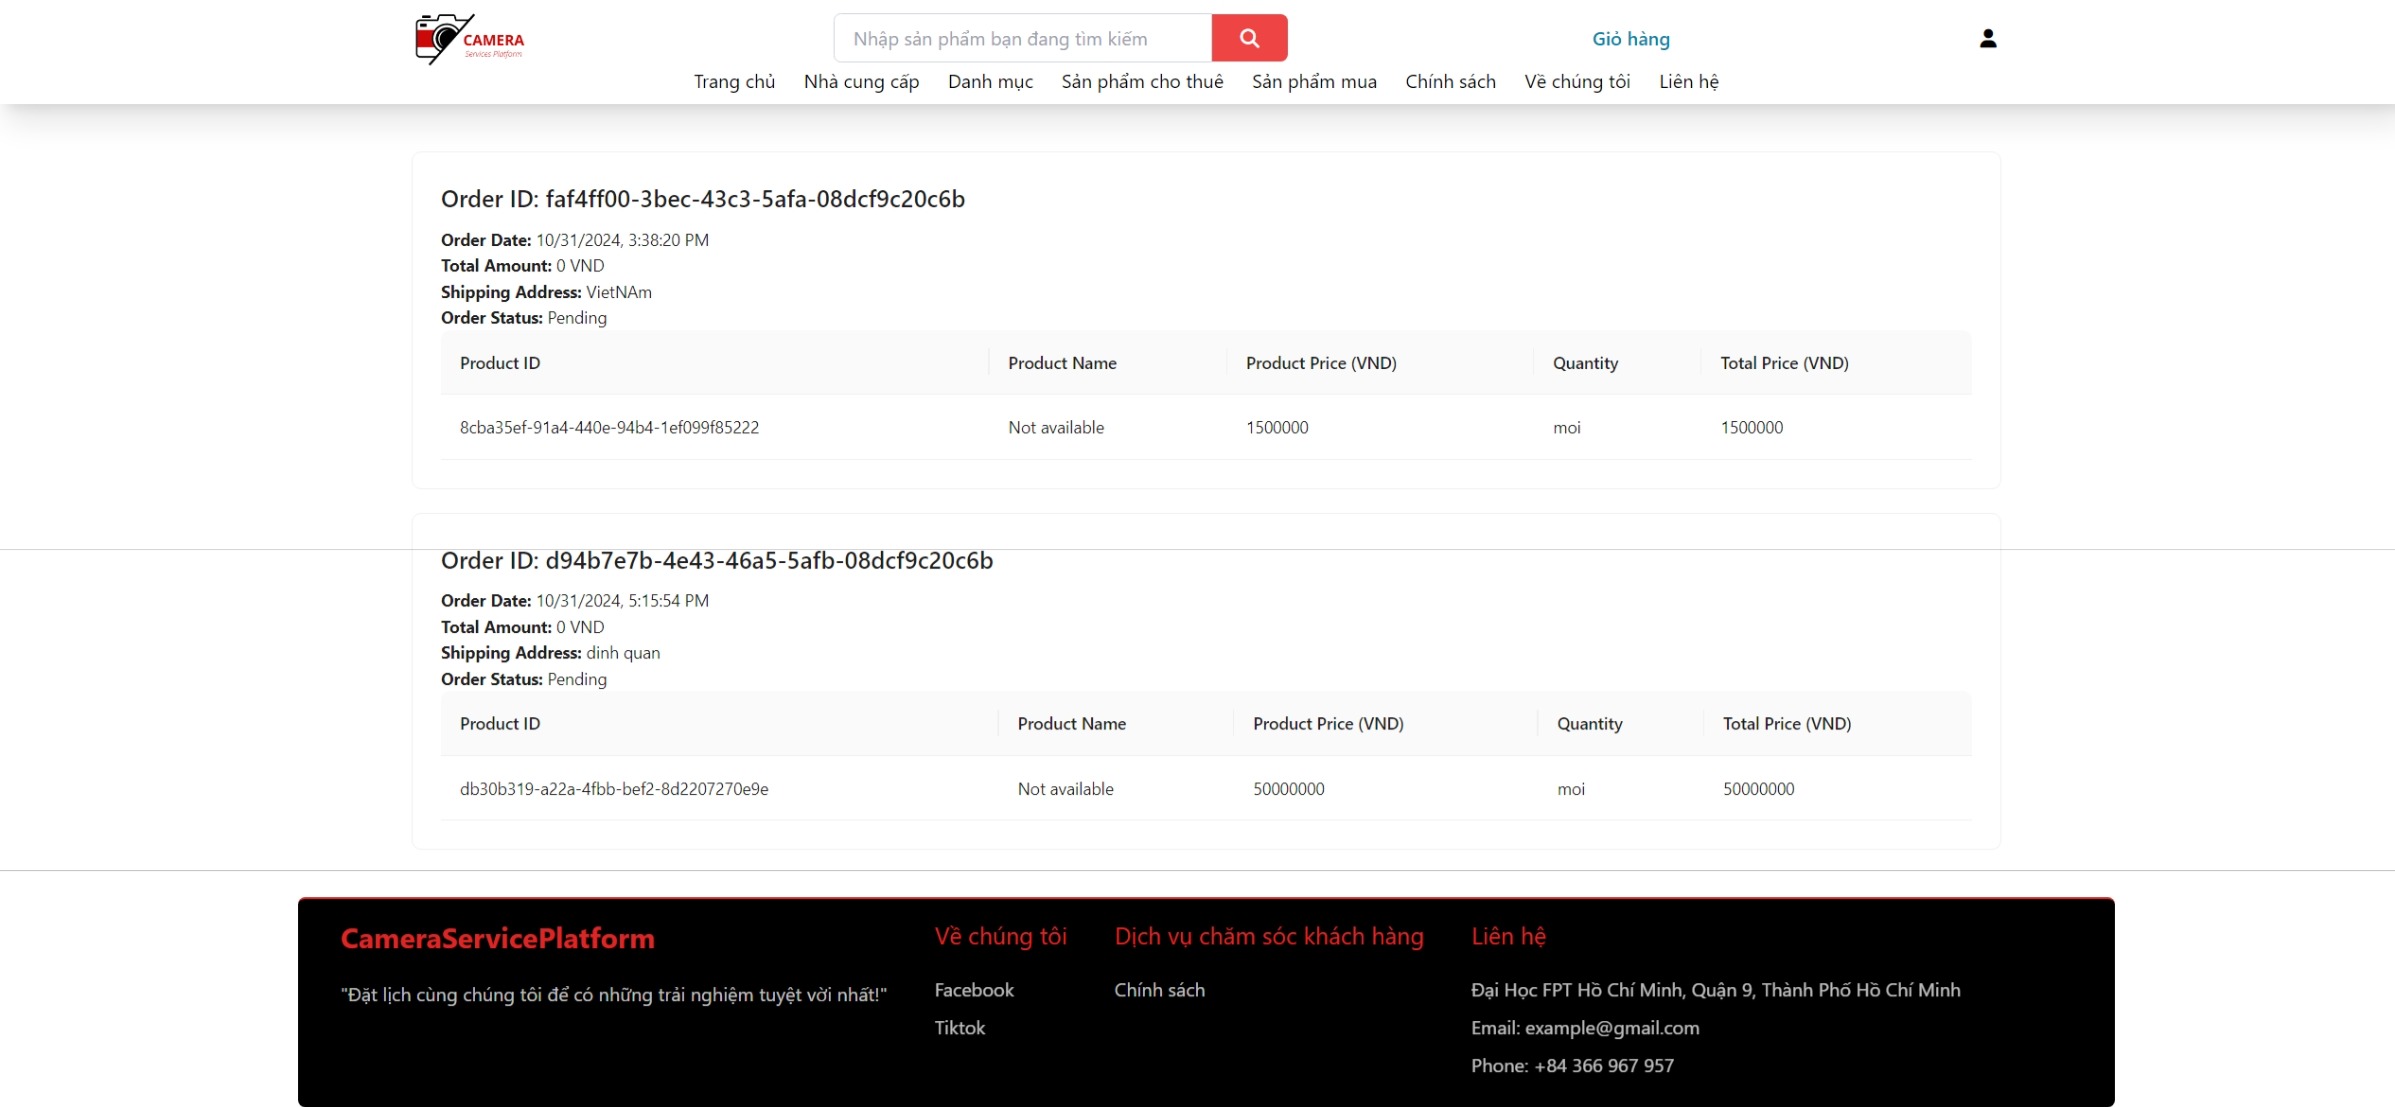 CAMERA
Services Platform
Nhập sản phẩm bạn đang tìm kiếm
Giỏ hàng
Trang chủ Nhà cung cấp Danh mục Sản phẩm cho thuê Sản phẩm mua Chính sách Về chúng tôi Liên hệ
Order ID: faf4ff00-3bec-43c3-5afa-08dcf9c20c6b
Order Date: 10/31/2024, 3:38:20 PM
Total Amount: 0 VND
Shipping Address: VietNAm
Order Status: Pending
Product ID Product Name Product Price (VND) Quantity Total Price (VND)
8cba35ef-91a4-440e-94b4-1ef099f85222 Not available 1500000 moi 1500000
Order ID: d94b7e7b-4e43-46a5-5afb-08dcf9c20c6b
Order Date: 10/31/2024, 5:15:54 PM
Total Amount: 0 VND
Shipping Address: dinh quan
Order Status: Pending
Product ID Product Name Product Price (VND) Quantity Total Price (VND)
db30b319-a22a-4fbb-bef2-8d2207270e9e Not available 50000000 moi 50000000
CameraServicePlatform
"Đặt lịch cùng chúng tôi để có những trải nghiệm tuyệt vời nhất!"
Về chúng tôi
Facebook
Tiktok
Dịch vụ chăm sóc khách hàng
Chính sách
Liên hệ
Đại Học FPT Hồ Chí Minh, Quận 9, Thành Phố Hồ Chí Minh
Email: example@gmail.com
Phone: +84 366 967 957